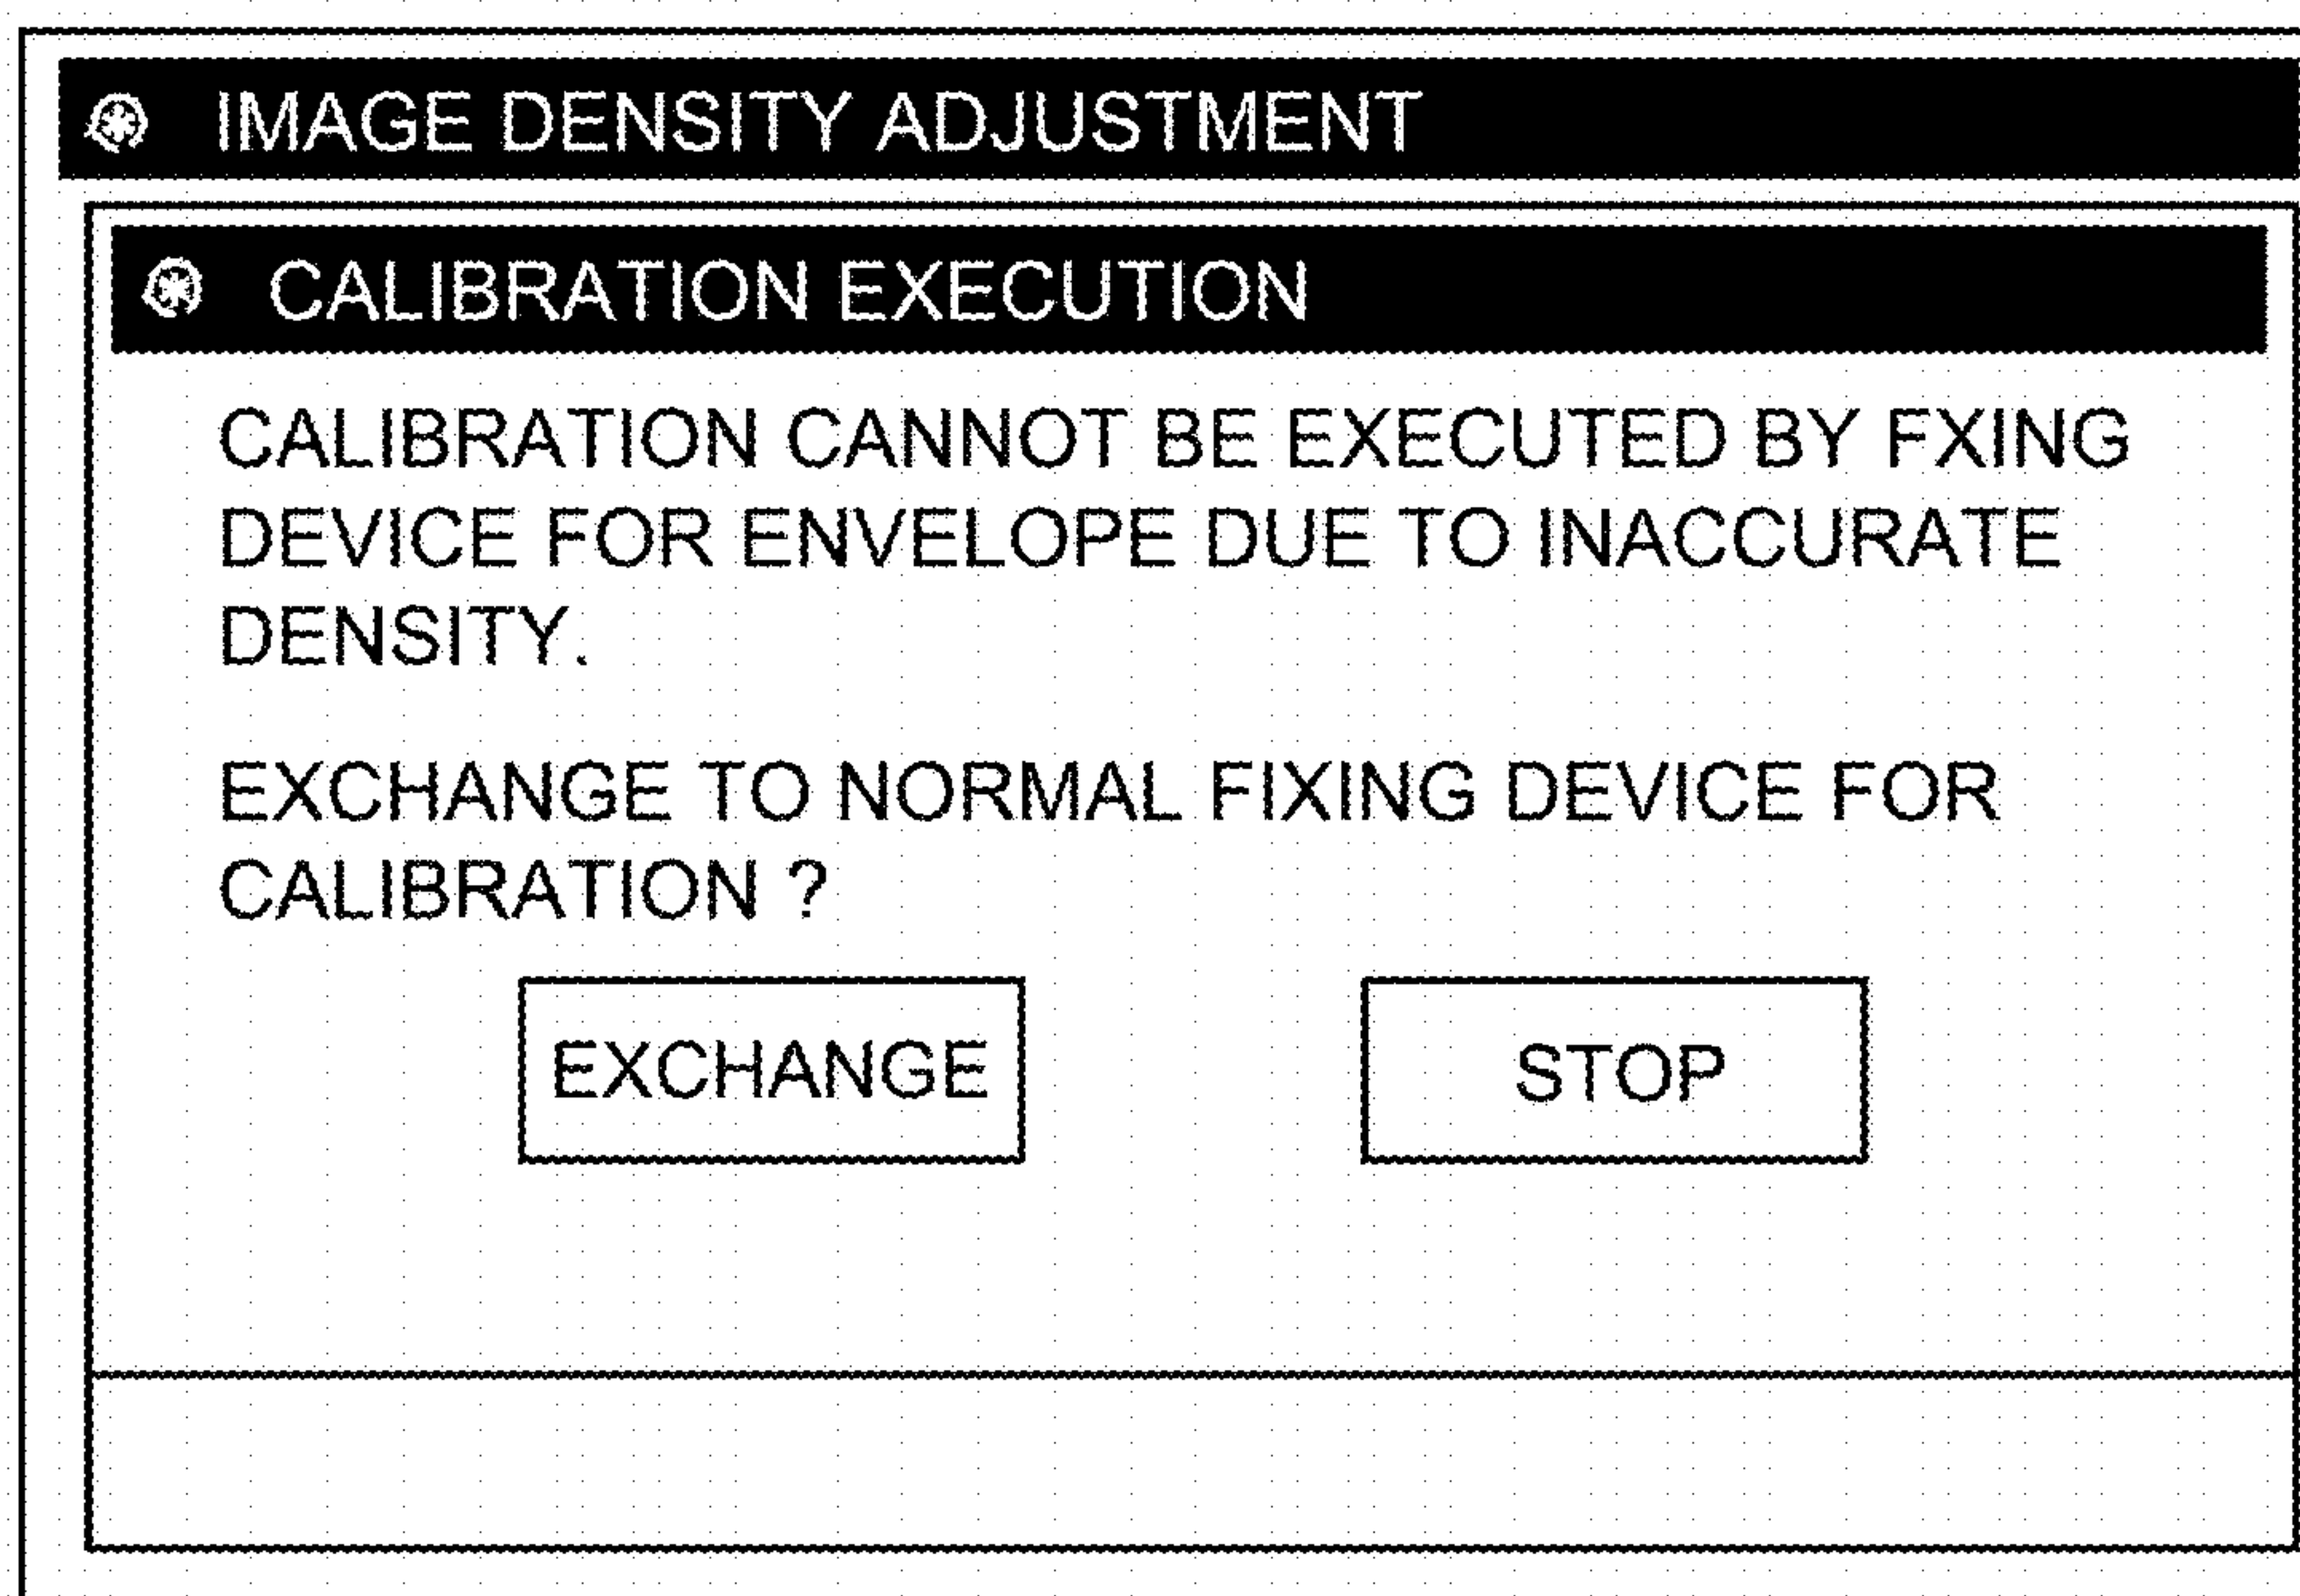 IMAGE DENSITY ADJUSTMENT
CALIBRATION EXECUTION
CALIBRATION CANNOT BE EXECUTED BY FXING
DEVICE FOR ENVELOPE DUE TO INACCURATE
DENSITY.
EXCHANGE TO NORMAL FIXING DEVICE FOR
CALIBRATION ?
EXCHANGE
STOP